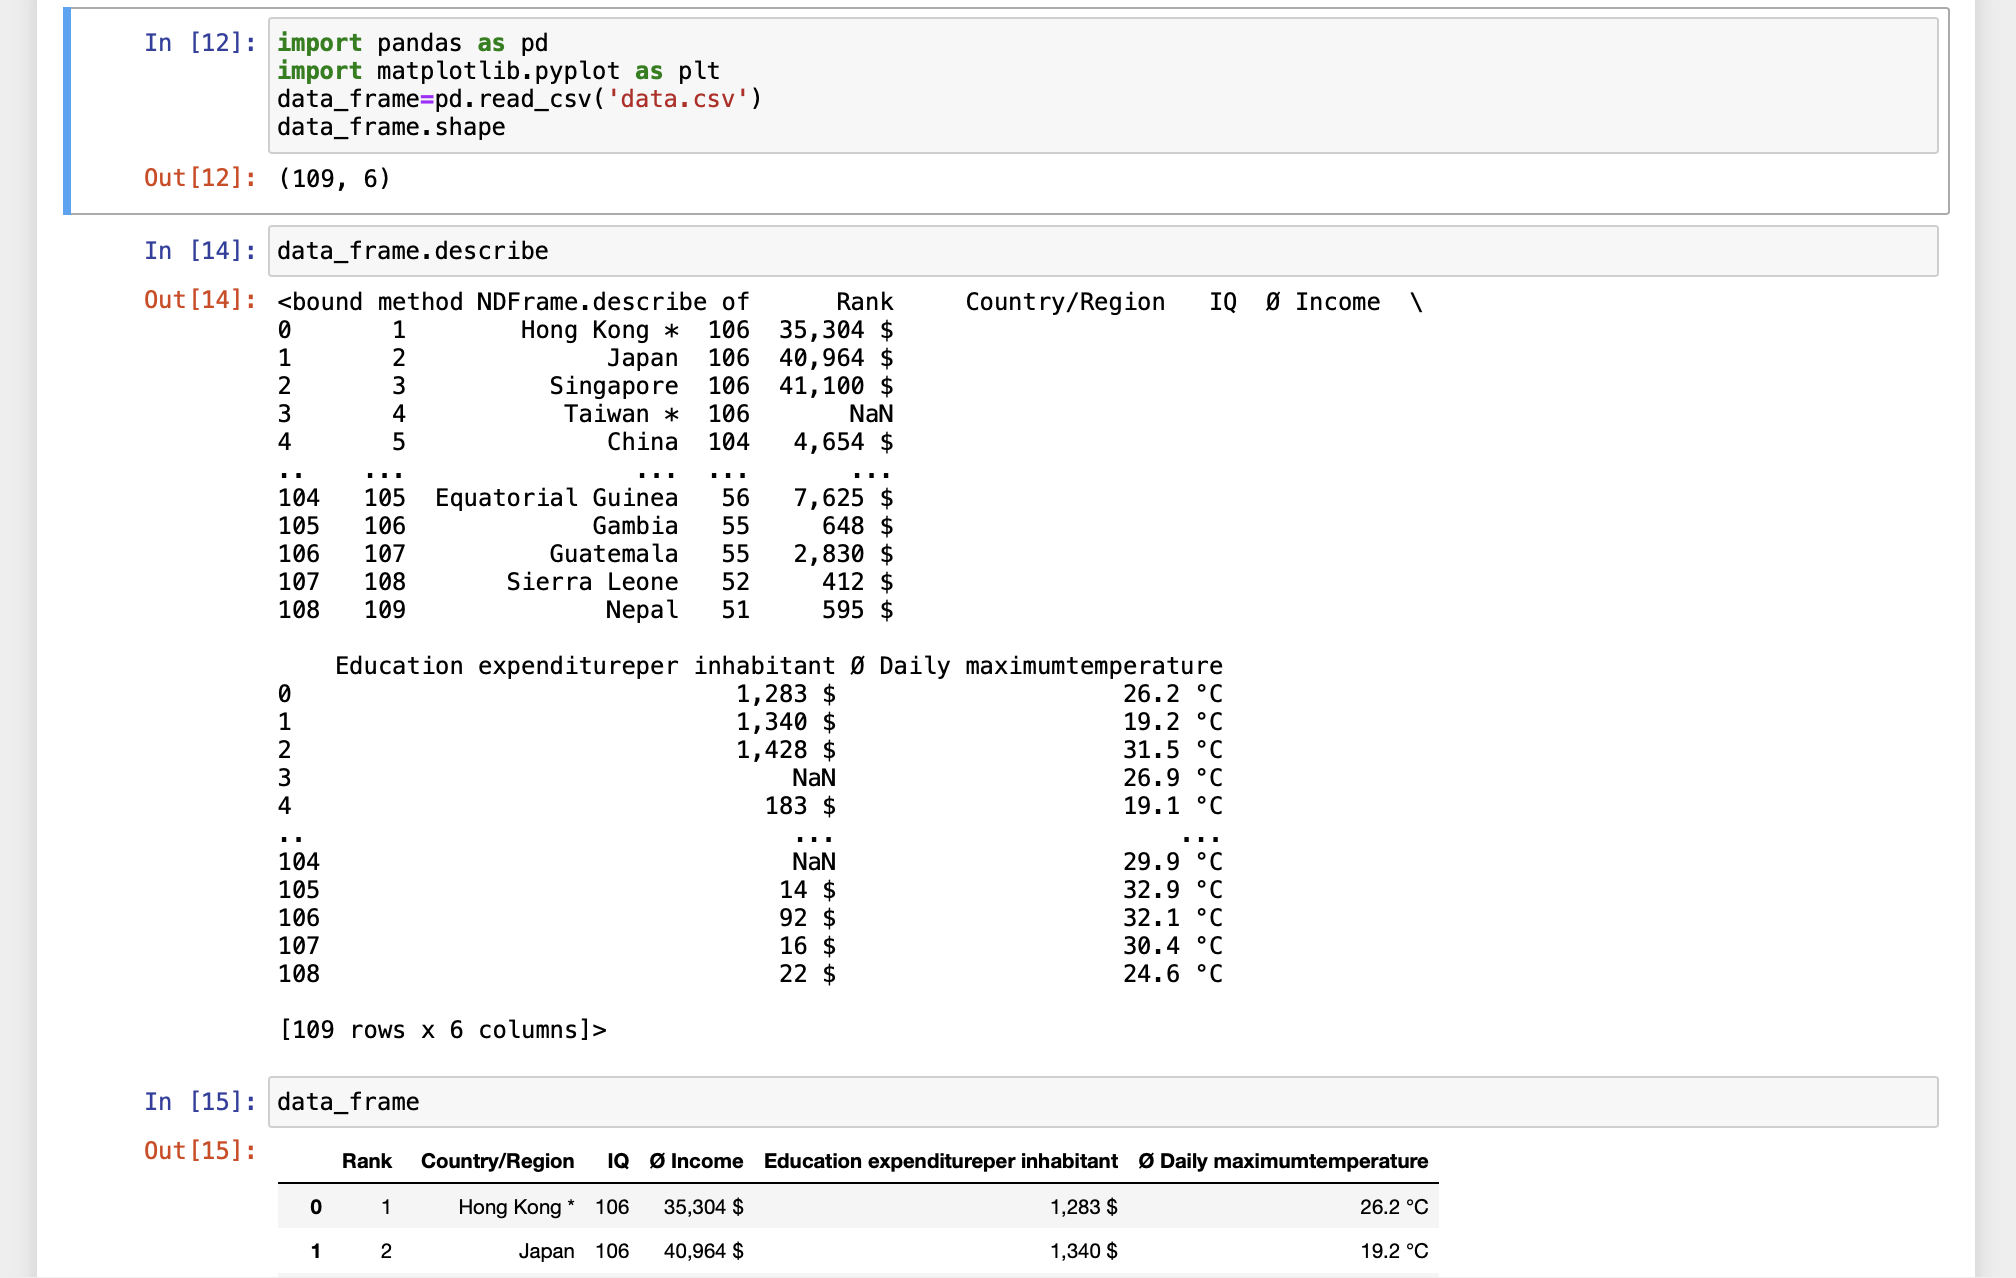 In [12]: import pandas as pd
import matplotlib.pyplot as plt
data_frame=pd.read_csv('data.csv')
data_frame.shape
Out[12]: (109, 6)
In [14]: data_frame.describe
Out[14]: <bound method NDFrame.describe of      Rank     Country/Region   IQ  Ø Income  \
0       1        Hong Kong *  106  35,304 $
1       2              Japan  106  40,964 $
2       3          Singapore  106  41,100 $
3       4           Taiwan *  106       NaN
4       5              China  104   4,654 $
..    ...                ...  ...       ...
104   105  Equatorial Guinea   56   7,625 $
105   106             Gambia   55     648 $
106   107          Guatemala   55   2,830 $
107   108       Sierra Leone   52     412 $
108   109              Nepal   51     595 $
    Education expenditureper inhabitant Ø Daily maximumtemperature
0                               1,283 $                    26.2 °C
1                               1,340 $                    19.2 °C
2                               1,428 $                    31.5 °C
3                                   NaN                    26.9 °C
4                                 183 $                    19.1 °C
..                                  ...                        ...
104                                 NaN                    29.9 °C
105                                14 $                    32.9 °C
106                                92 $                    32.1 °C
107                                16 $                    30.4 °C
108                                22 $                    24.6 °C
[109 rows x 6 columns]>
In [15]: data_frame
Out[15]:
Rank Country/Region IQ Ø Income Education expenditureper inhabitant Ø Daily maximumtemperature
0 1 Hong Kong * 106 35,304 $ 1,283 $ 26.2 °C
1 2 Japan 106 40,964 $ 1,340 $ 19.2 °C